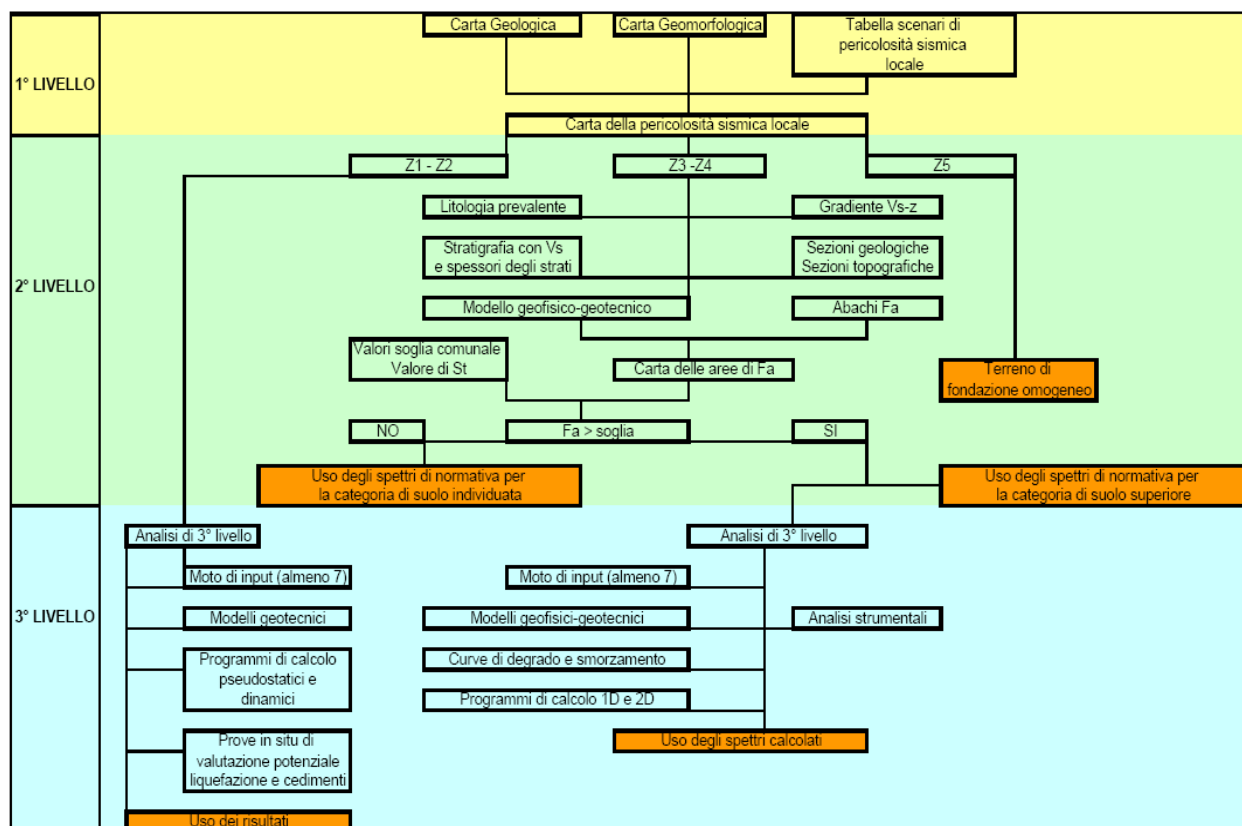 Carta Geologica
Carta Geomorfologica
Tabella scenari di
pericolosità sismica
locale
1° LIVELLO
Carta della pericolosità sismica locale
Z1 - Z2
Z3 -Z4
Z5
Litologia prevalente
Gradiente Vs-z
Stratigrafia con Vs
e spessori degli strati
Sezioni geologiche
Sezioni topografiche
2° LIVELLO
Modello geofisico-geotecnico
Abachi Fa
Valori soglia comunale
Valore di St
Carta delle aree di Fa
Terreno di
fondazione omogeneo
NO
Fa > soglia
SI
Uso degli spettri di normativa per
la categoria di suolo individuata
Uso degli spettri di normativa per
la categoria di suolo superiore
Analisi di 3° livello
Analisi di 3° livello
Moto di input (almeno 7)
Moto di input (almeno 7)
3° LIVELLO
Modelli geotecnici
Modelli geofisici-geotecnici
Analisi strumentali
Programmi di calcolo
pseudostatici e
dinamici
Curve di degrado e smorzamento
Programmi di calcolo 1D e 2D
Prove in situ di
valutazione potenziale
liquefazione e cedimenti
Uso degli spettri calcolati
Uso dei risultati